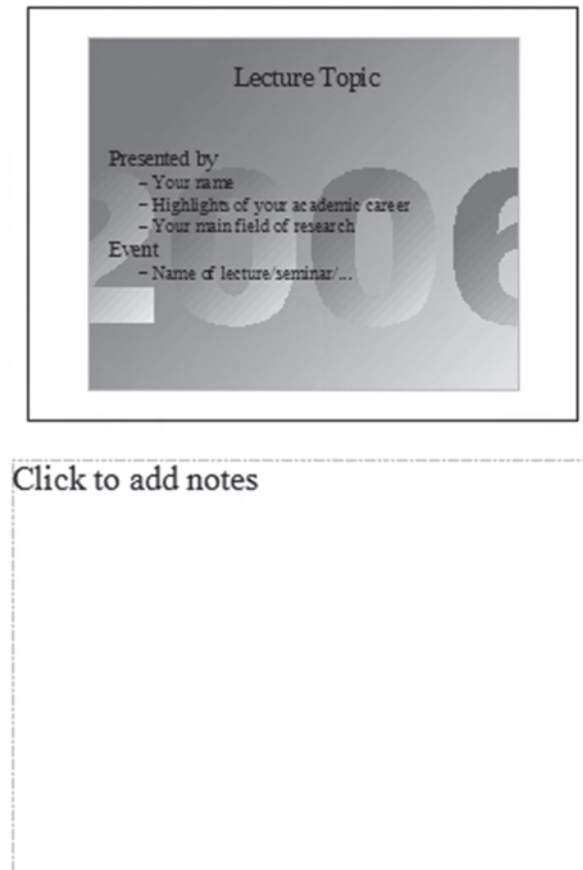 Lecture Topic
Presented by
– Your name
– Highlights of your academic career
– Your main field of research
Event
– Name of lecture/seminar/...
2006
Click to add notes